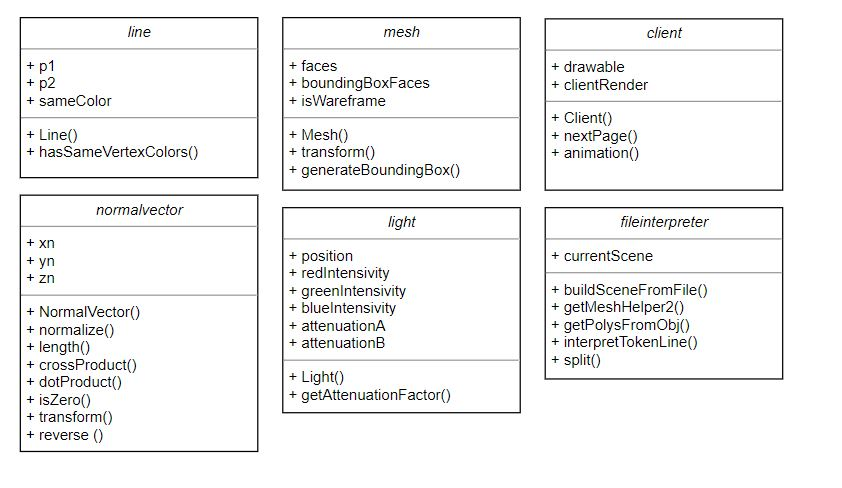 line
+ p1
+ p2
+ sameColor
+ Line()
+ hasSameVertexColors()
mesh
+ faces
+ boundingBoxFaces
+ isWareframe
+ Mesh()
+ transform()
+ generateBoundingBox()
client
+ drawable
+ clientRender
+ Client()
+ nextPage()
+ animation()
normalvector
+ xn
+ yn
+ zn
+ NormalVector()
+ normalize()
+ length()
+ crossProduct()
+ dotProduct()
+ isZero()
+ transform()
+ reverse ()
light
+ position
+ redIntensivity
+ greenIntensivity
+ blueIntensivity
+ attenuationA
+ attenuationB
+ Light()
+ getAttenuationFactor()
fileinterpreter
+ currentScene
+ buildSceneFromFile()
+ getMeshHelper2()
+ getPolysFromObj()
+ interpretTokenLine()
+ split()